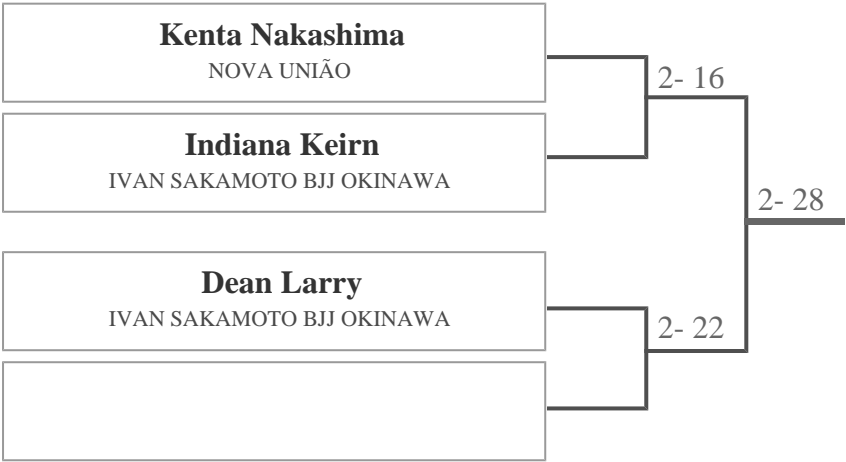 Kenta Nakashima
NOVA UNIÃO
2- 16
Indiana Keirn
IVAN SAKAMOTO BJJ OKINAWA
2- 28
Dean Larry
IVAN SAKAMOTO BJJ OKINAWA
2- 22